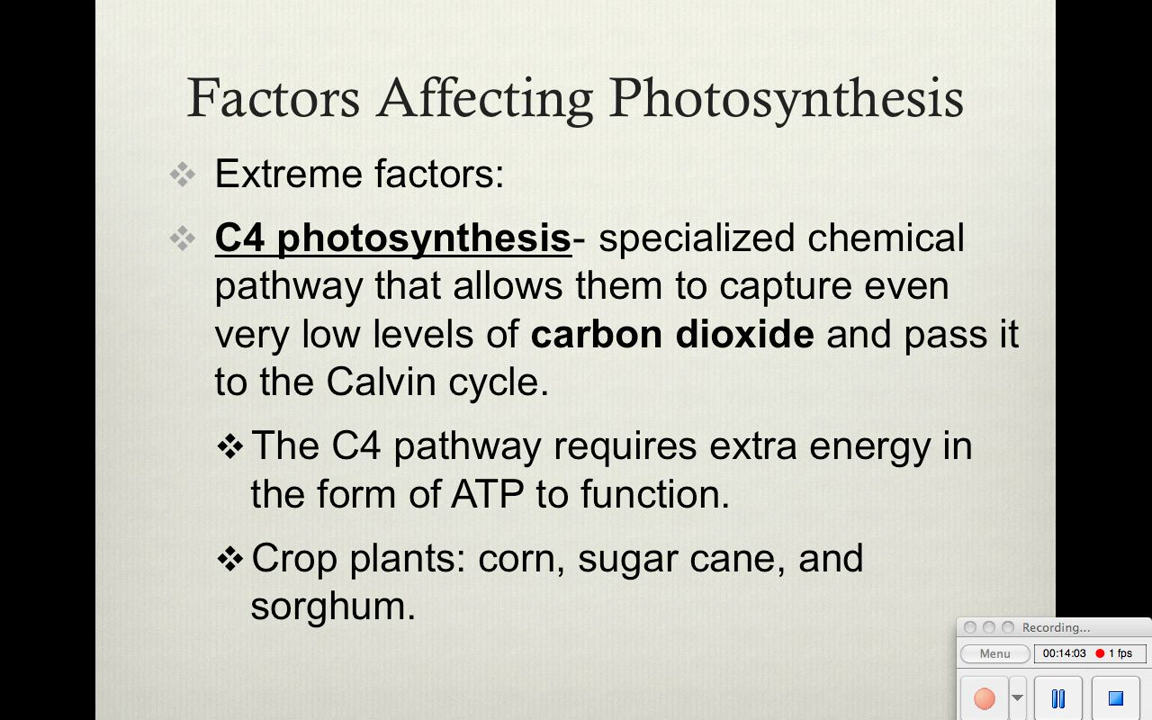 Factors Affecting Photosynthesis
Extreme factors:
C4 photosynthesis- specialized chemical
pathway that allows them to capture even
very low levels of carbon dioxide and pass it
to the Calvin cycle.
The C4 pathway requires extra energy in
the form of ATP to function.
Crop plants: corn, sugar cane, and
sorghum.
Recording...
Menu 00:14:03 1 fps